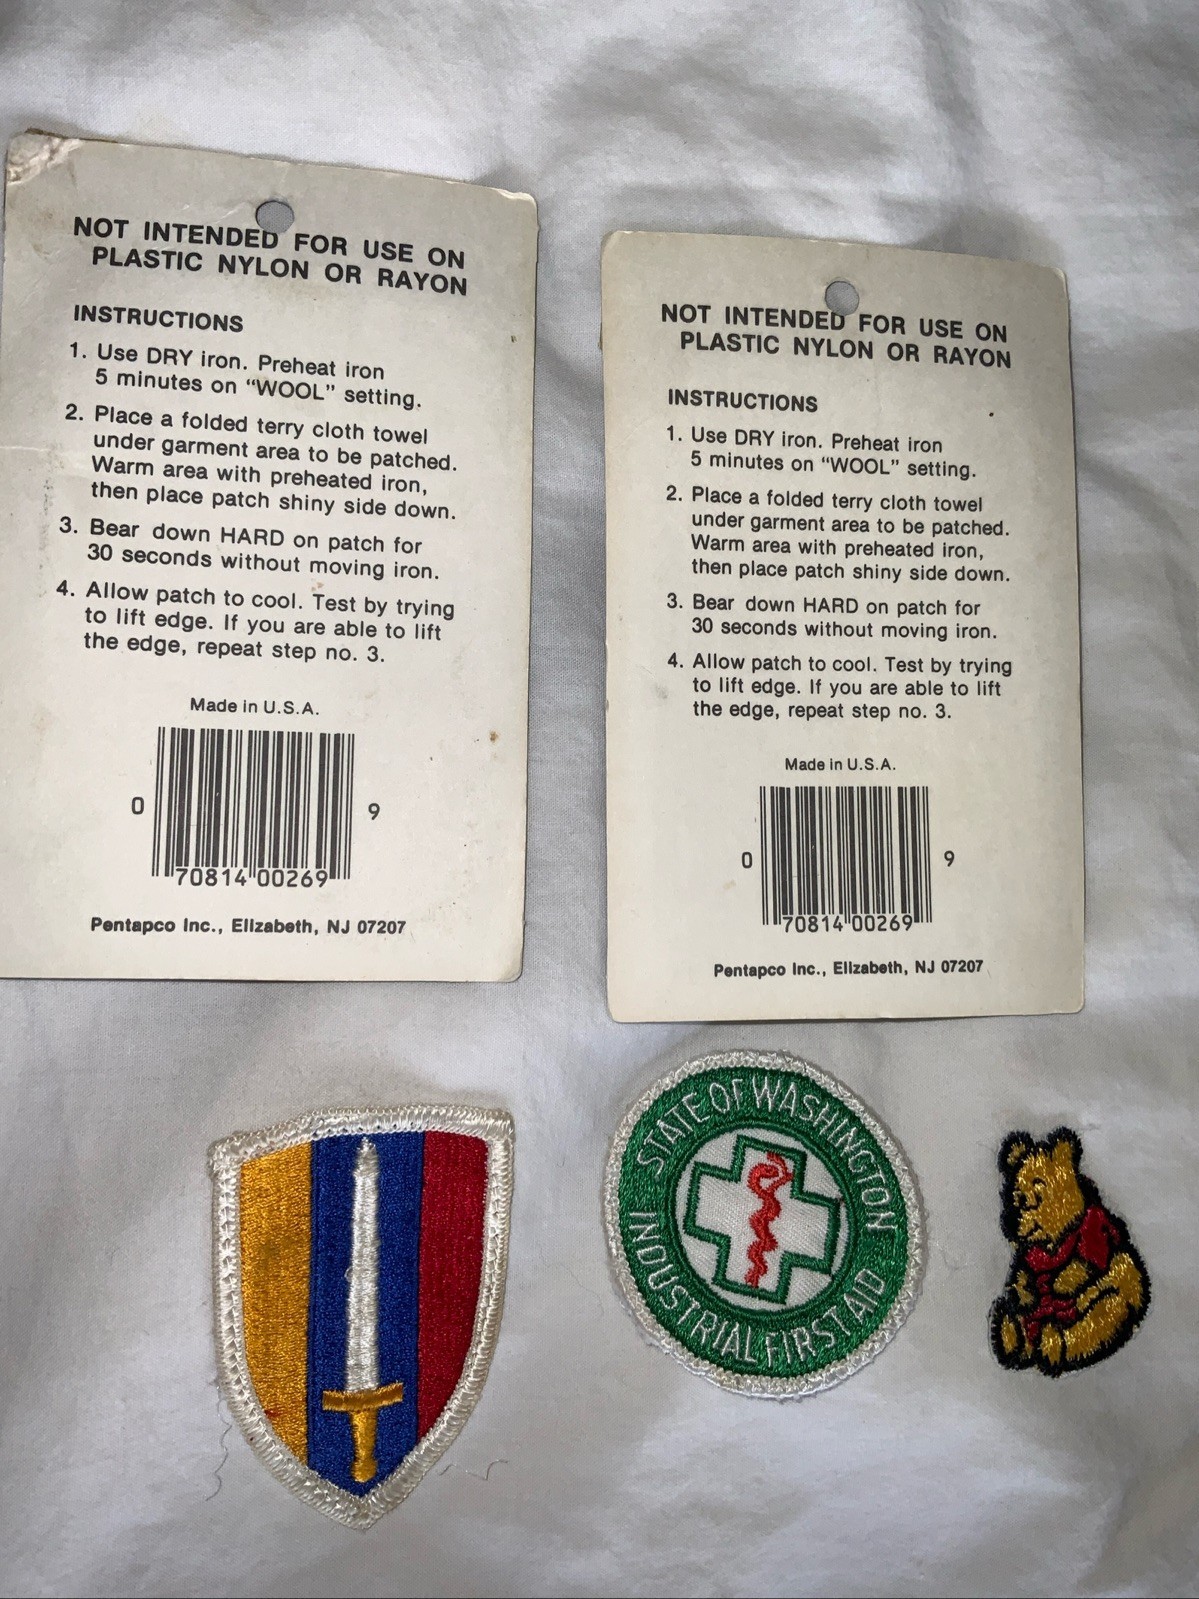 NOT INTENDED FOR USE ON
PLASTIC NYLON OR RAYON
INSTRUCTIONS
1. Use DRY iron. Preheat iron
5 minutes on "WOOL" setting.
2. Place a folded terry cloth towel
under garment area to be patched.
Warm area with preheated iron,
then place patch shiny side down.
3. Bear down HARD on patch for
30 seconds without moving iron.
4. Allow patch to cool. Test by trying
to lift edge. If you are able to lift
the edge, repeat step no. 3.
Made in U.S.A.
0 70814 00269 9
Pentapco Inc., Elizabeth, NJ 07207
NOT INTENDED FOR USE ON
PLASTIC NYLON OR RAYON
INSTRUCTIONS
1. Use DRY iron. Preheat iron
5 minutes on "WOOL" setting.
2. Place a folded terry cloth towel
under garment area to be patched.
Warm area with preheated iron,
then place patch shiny side down.
3. Bear down HARD on patch for
30 seconds without moving iron.
4. Allow patch to cool. Test by trying
to lift edge. If you are able to lift
the edge, repeat step no. 3.
Made in U.S.A.
0 70814 00269 9
Pentapco Inc., Elizabeth, NJ 07207
STATE OF WASHINGTON
INDUSTRIAL FIRST AID